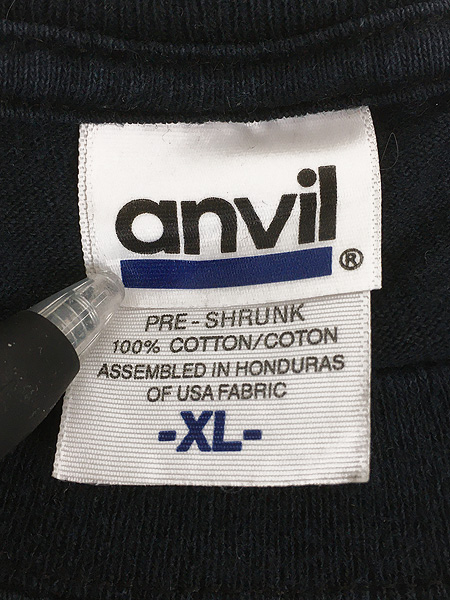 anvil
®
PRE-SHRUNK
100% COTTON/COTON
ASSEMBLED IN HONDURAS
OF USA FABRIC
-XL-